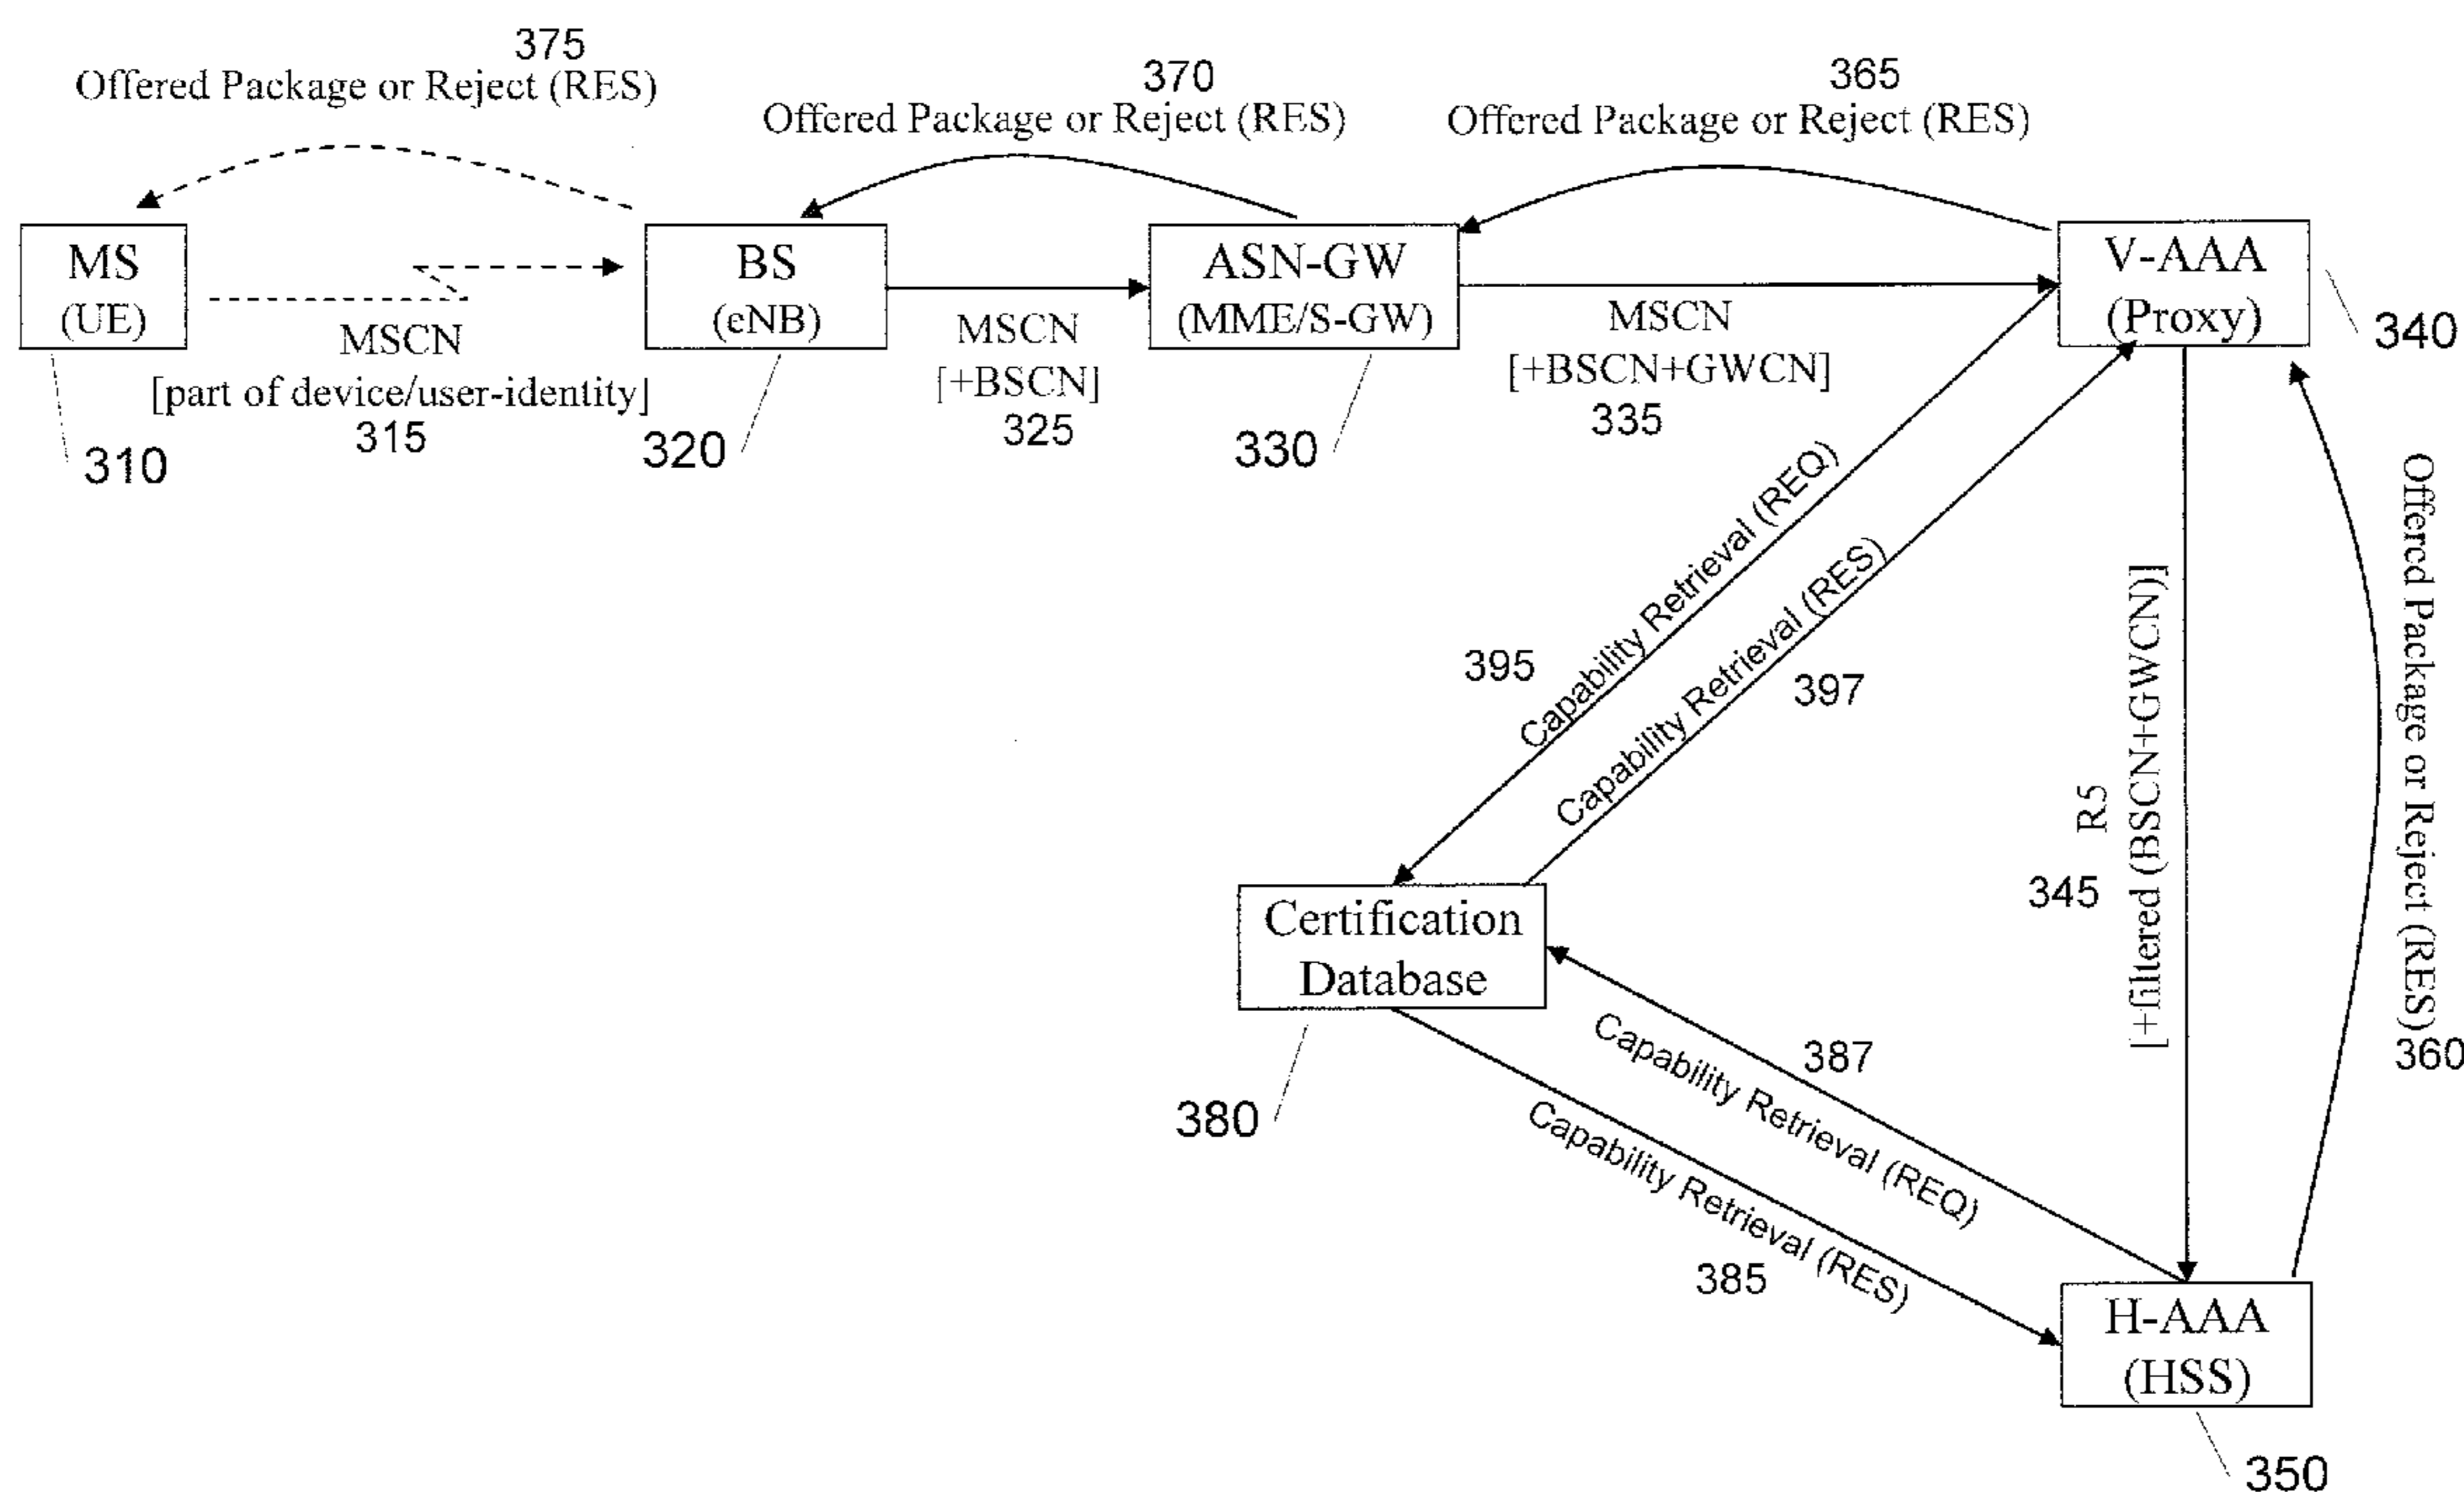 375
Offered Package or Reject (RES)
370
Offered Package or Reject (RES)
365
Offered Package or Reject (RES)
MS
(UE)
MSCN
[part of device/user-identity]
315
310
BS
(eNB)
320
MSCN
[+BSCN]
325
ASN-GW
(MME/S-GW)
330
MSCN
[+BSCN+GWCN]
335
V-AAA
(Proxy)
340
Capability Retrieval (REQ)
395
Capability Retrieval (RES)
397
R5
[+filtered (BSCN+GWCN)]
345
Offered Package or Reject (RES)
360
Certification
Database
380
387
Capability Retrieval (REQ)
Capability Retrieval (RES)
385
H-AAA
(HSS)
350